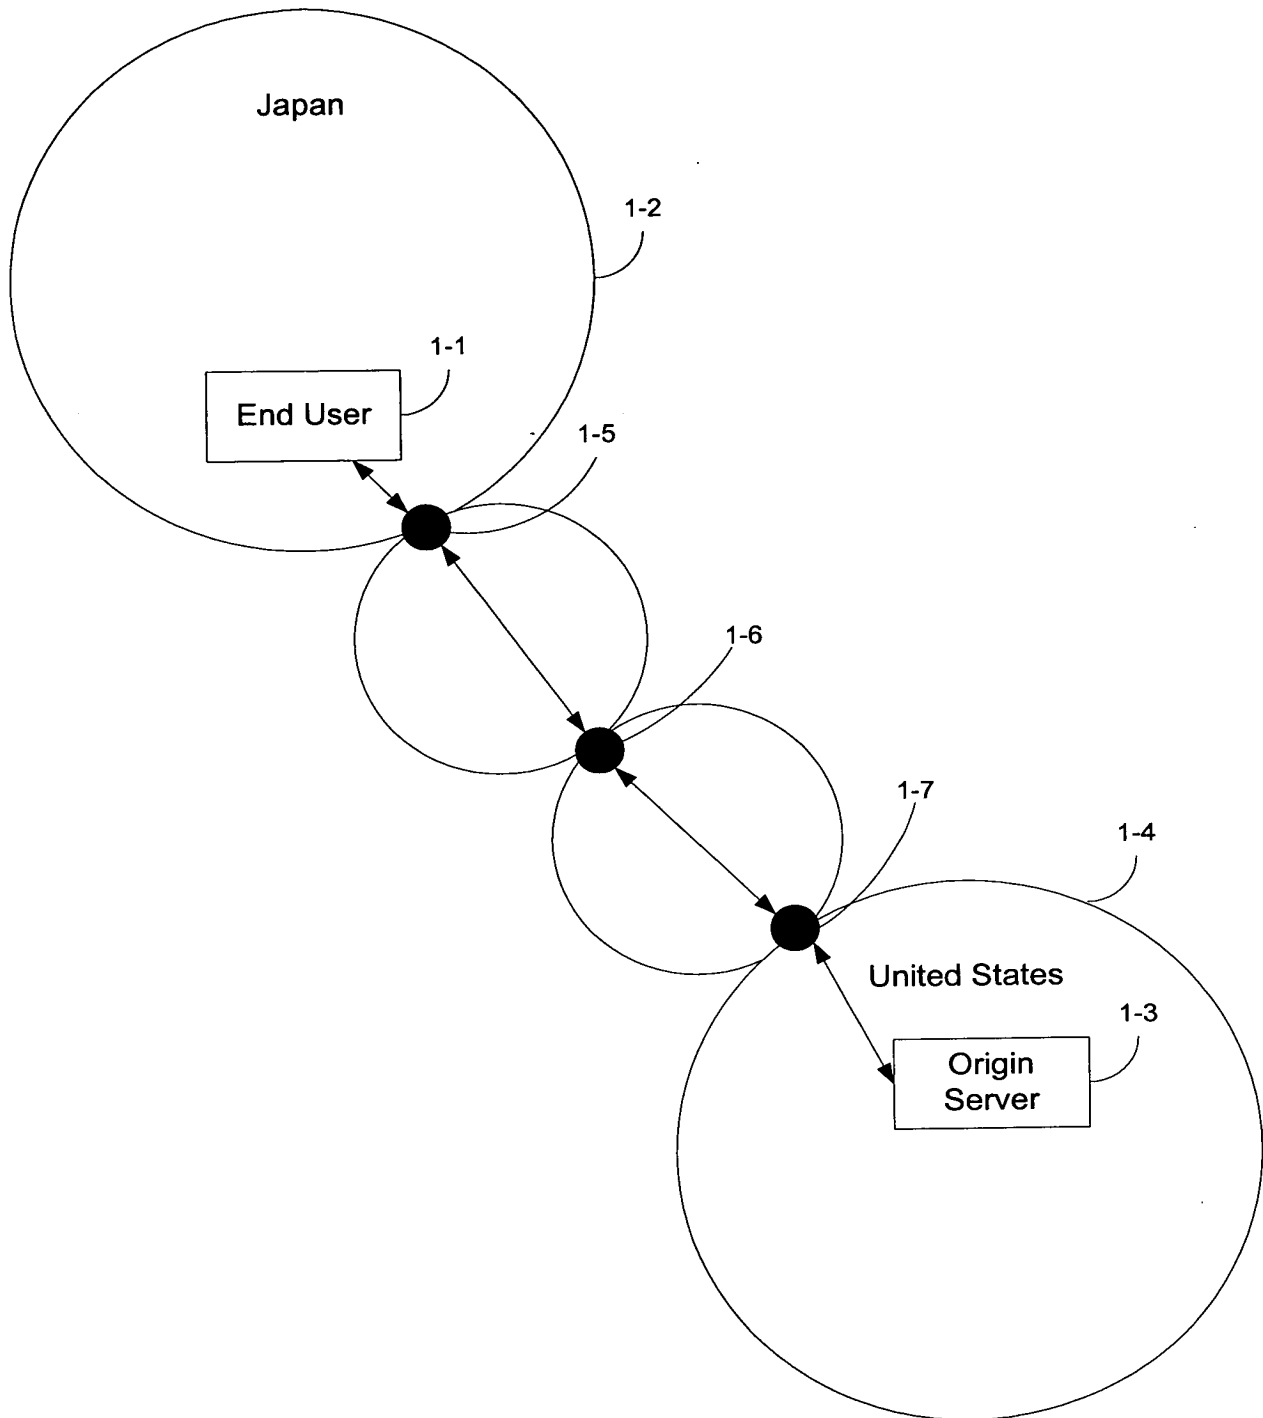 Japan
1-2
1-1
End User
1-5
1-6
1-7
1-4
United States
1-3
Origin
Server